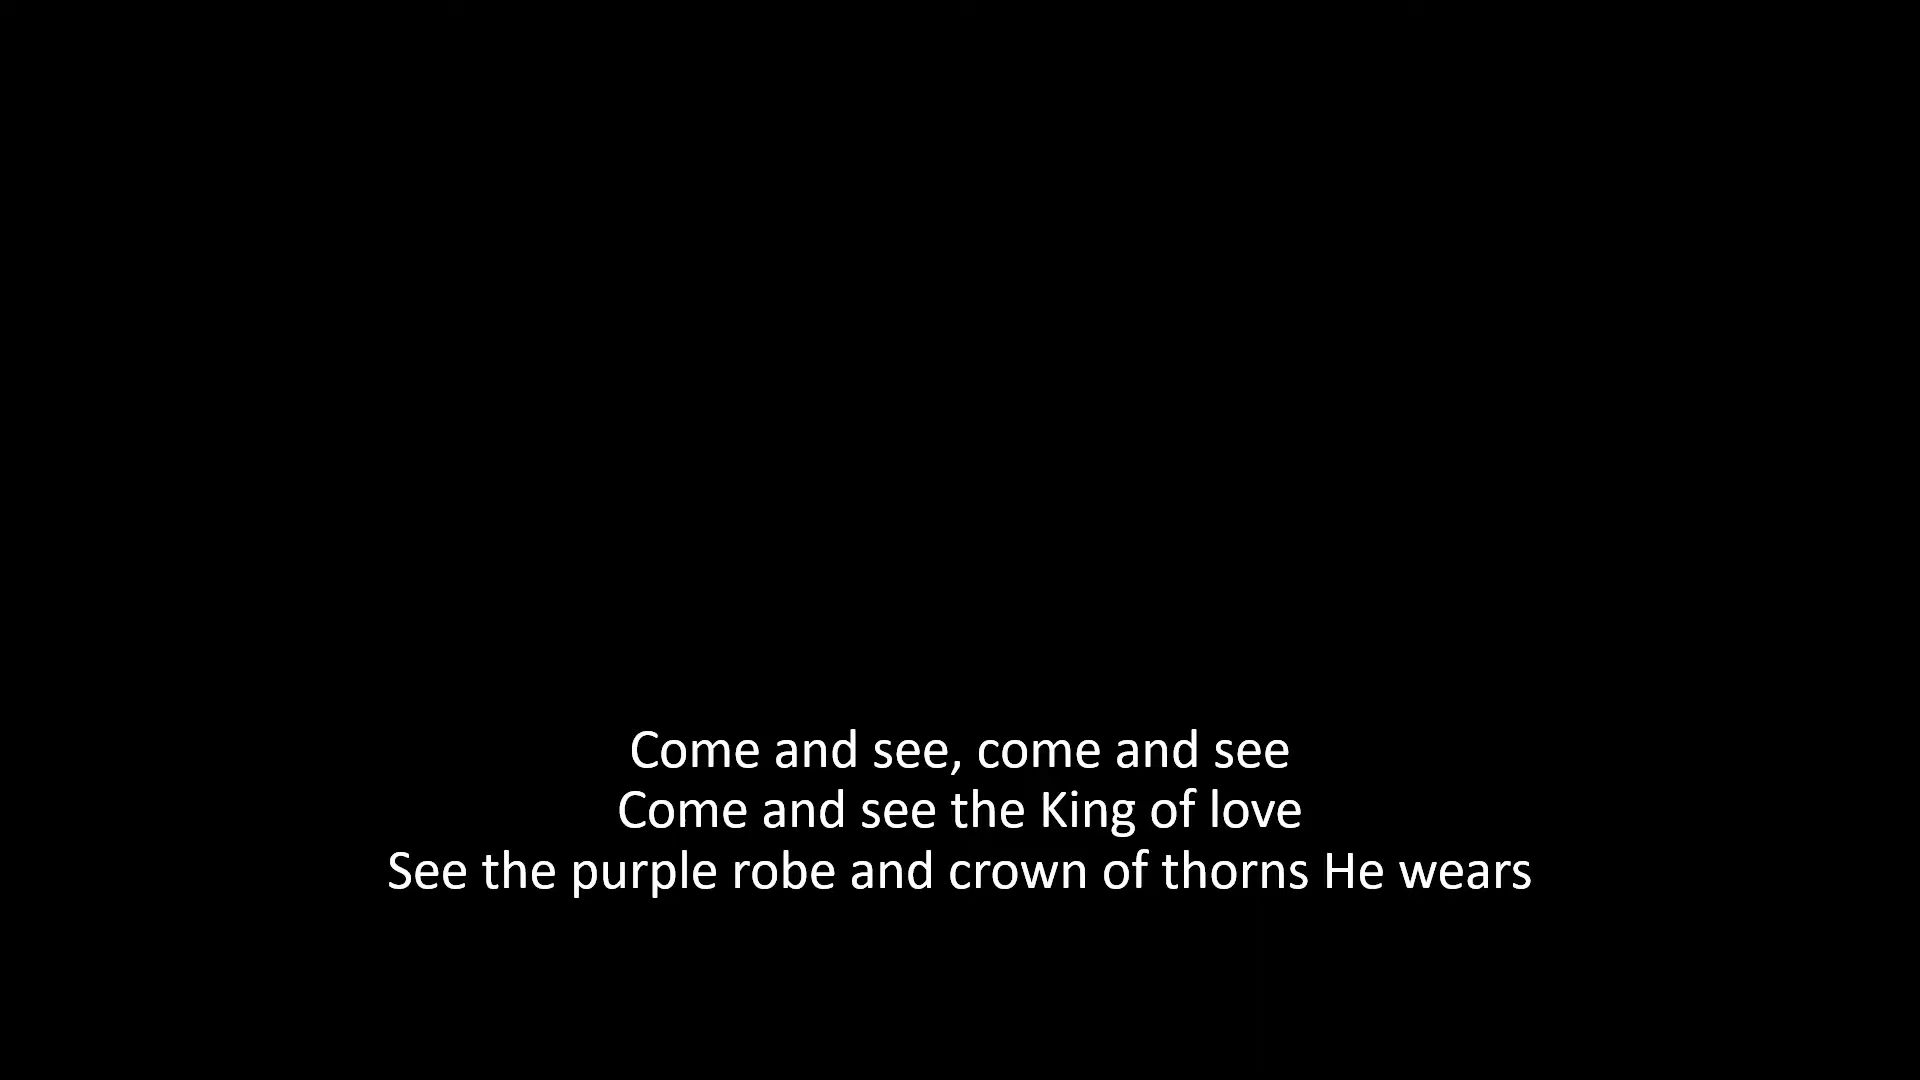 Come and see, come and see
Come and see the King of love
See the purple robe and crown of thorns He wears